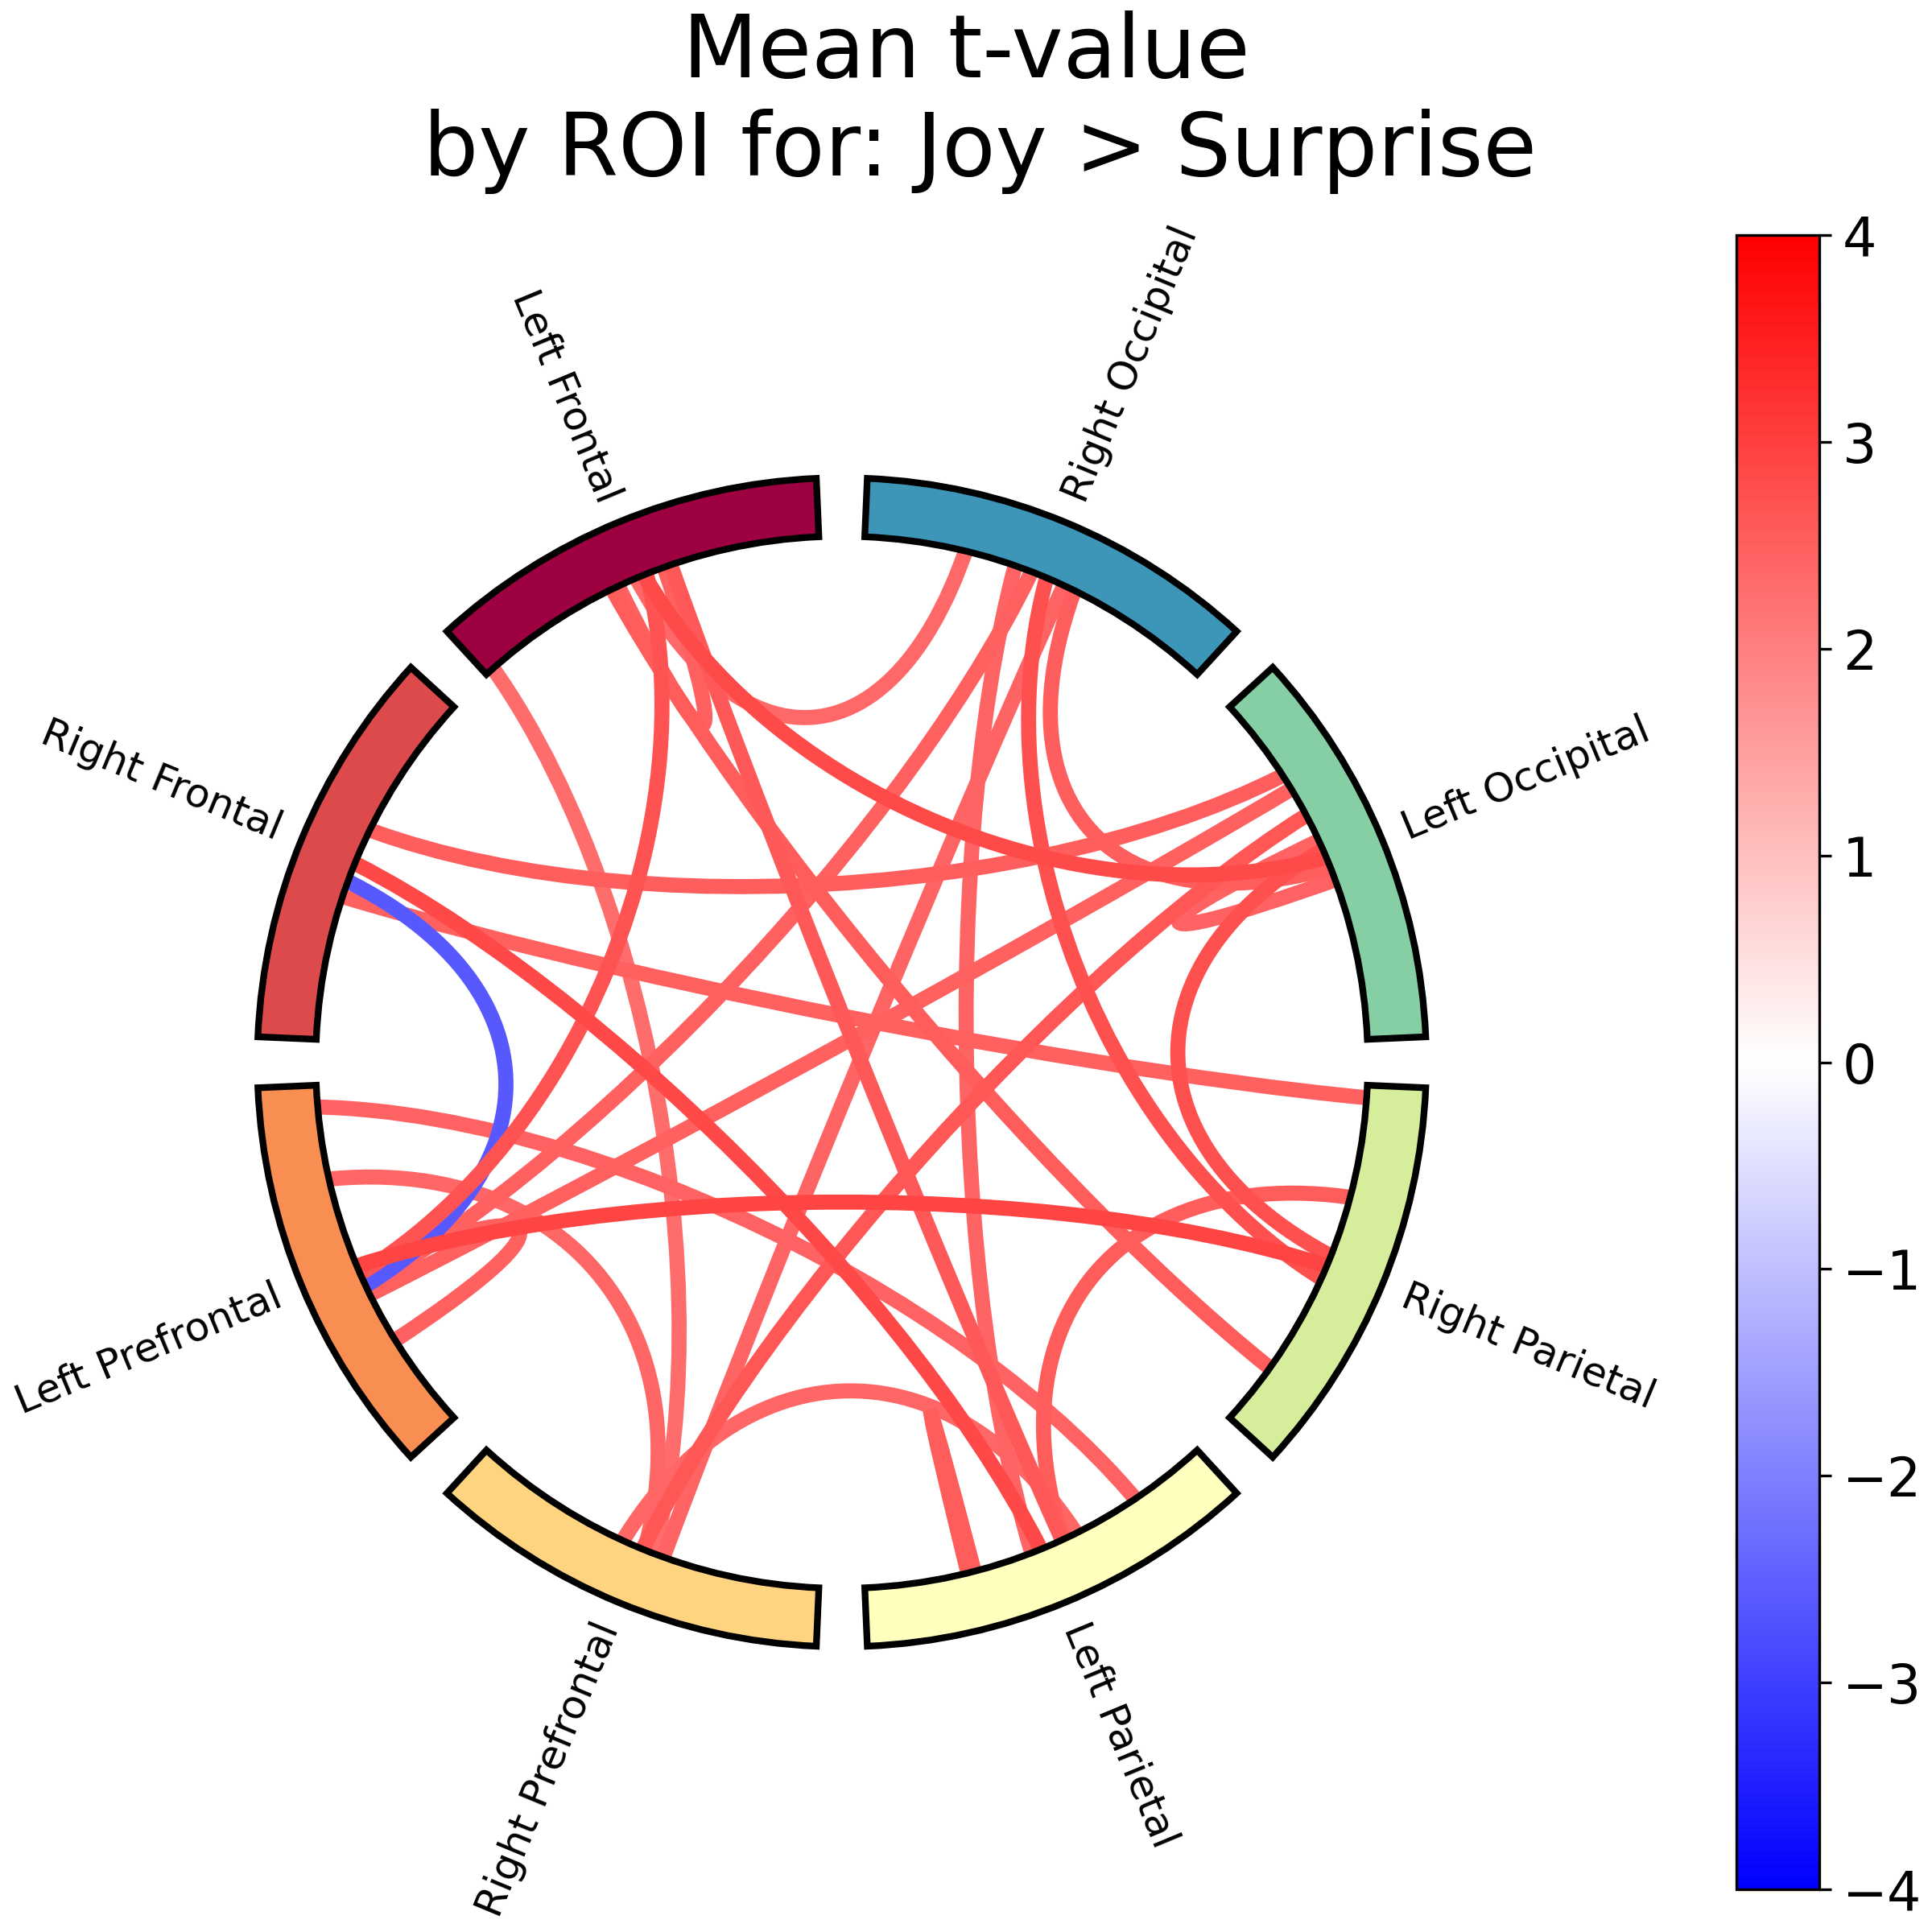 Mean t-value
by ROI for: Joy > Surprise
Left Frontal
Right Occipital
Right Frontal
Left Occipital
Left Prefrontal
Right Parietal
Right Prefrontal
Left Parietal
4
3
2
1
0
−1
−2
−3
−4